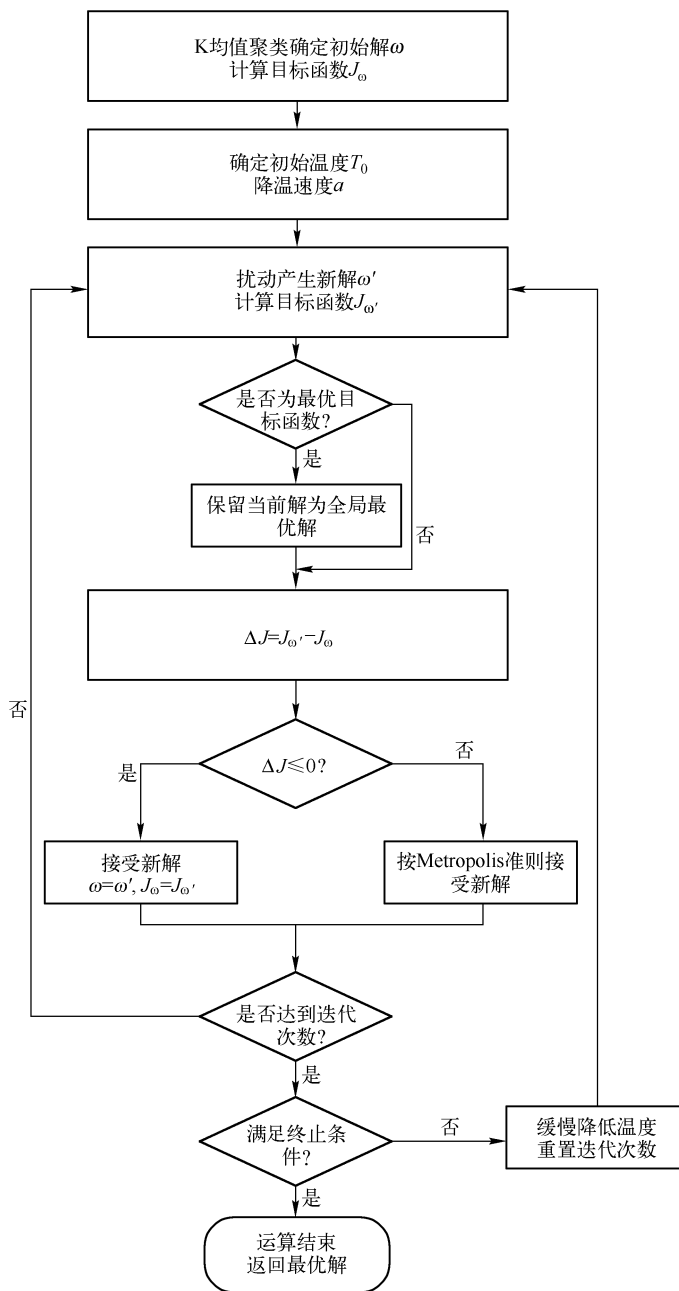 K均值聚类确定初始解ω
计算目标函数Jω
确定初始温度T0
降温速度a
扰动产生新解ω′
计算目标函数Jω′
是否为最优目
标函数?
是
否
保留当前解为全局最
优解
ΔJ=Jω′−Jω
ΔJ≤0?
是
否
接受新解
ω=ω′, Jω=Jω′
按Metropolis准则接
受新解
否
是否达到迭代
次数?
是
满足终止条
件?
否
缓慢降低温度
重置迭代次数
是
运算结束
返回最优解